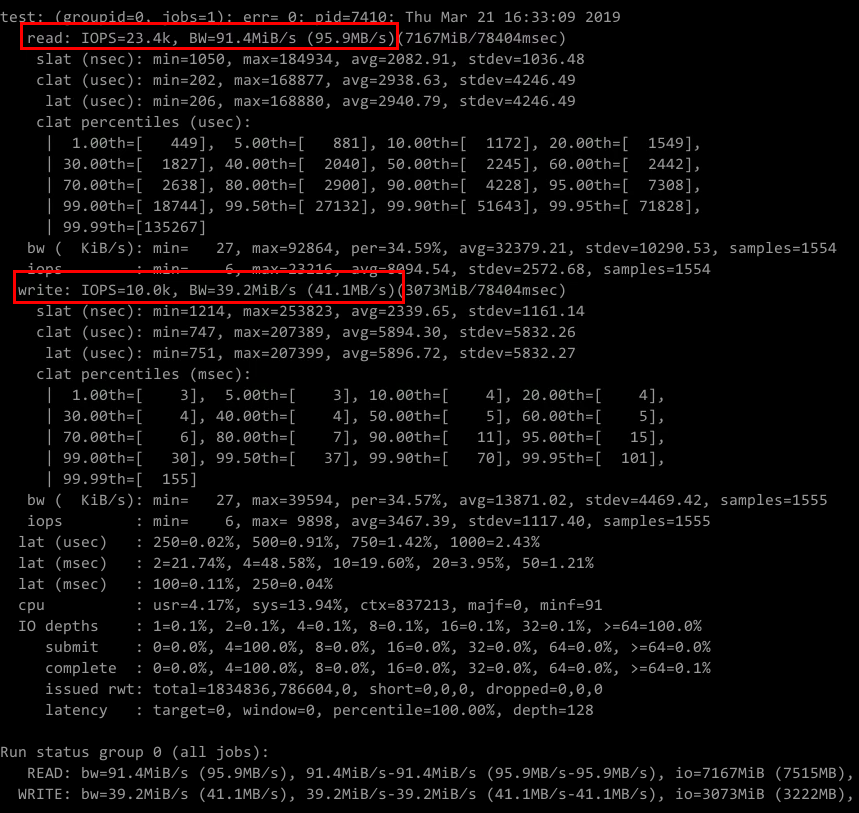 test: (groupid=0, jobs=1): err= 0: pid=7410: Thu Mar 21 16:33:09 2019
read: IOPS=23.4k, BW=91.4MiB/s (95.9MB/s)(7167MiB/78404msec)
slat (nsec): min=1050, max=184934, avg=2082.91, stdev=1036.48
clat (usec): min=202, max=168877, avg=2938.63, stdev=4246.49
lat (usec): min=206, max=168880, avg=2940.79, stdev=4246.49
clat percentiles (usec):
| 1.00th=[ 449], 5.00th=[ 881], 10.00th=[ 1172], 20.00th=[ 1549],
| 30.00th=[ 1827], 40.00th=[ 2040], 50.00th=[ 2245], 60.00th=[ 2442],
| 70.00th=[ 2638], 80.00th=[ 2900], 90.00th=[ 4228], 95.00th=[ 7308],
| 99.00th=[ 18744], 99.50th=[ 27132], 99.90th=[ 51643], 99.95th=[ 71828],
| 99.99th=[135267]
bw ( KiB/s): min= 27, max=92864, per=34.59%, avg=32379.21, stdev=10290.53, samples=1554
iops : min= 6, max=23216, avg=8094.54, stdev=2572.68, samples=1554
write: IOPS=10.0k, BW=39.2MiB/s (41.1MB/s)(3073MiB/78404msec)
slat (nsec): min=1214, max=253823, avg=2339.65, stdev=1161.14
clat (usec): min=747, max=207389, avg=5894.30, stdev=5832.26
lat (usec): min=751, max=207399, avg=5896.72, stdev=5832.27
clat percentiles (msec):
| 1.00th=[ 3], 5.00th=[ 3], 10.00th=[ 4], 20.00th=[ 4],
| 30.00th=[ 4], 40.00th=[ 4], 50.00th=[ 5], 60.00th=[ 5],
| 70.00th=[ 6], 80.00th=[ 7], 90.00th=[ 11], 95.00th=[ 15],
| 99.00th=[ 30], 99.50th=[ 37], 99.90th=[ 70], 99.95th=[ 101],
| 99.99th=[ 155]
bw ( KiB/s): min= 27, max=39594, per=34.57%, avg=13871.02, stdev=4469.42, samples=1555
iops : min= 6, max= 9898, avg=3467.39, stdev=1117.40, samples=1555
lat (usec) : 250=0.02%, 500=0.91%, 750=1.42%, 1000=2.43%
lat (msec) : 2=21.74%, 4=48.58%, 10=19.60%, 20=3.95%, 50=1.21%
lat (msec) : 100=0.11%, 250=0.04%
cpu : usr=4.17%, sys=13.94%, ctx=837213, majf=0, minf=91
IO depths : 1=0.1%, 2=0.1%, 4=0.1%, 8=0.1%, 16=0.1%, 32=0.1%, >=64=100.0%
submit : 0=0.0%, 4=100.0%, 8=0.0%, 16=0.0%, 32=0.0%, 64=0.0%, >=64=0.0%
complete : 0=0.0%, 4=100.0%, 8=0.0%, 16=0.0%, 32=0.0%, 64=0.0%, >=64=0.1%
issued rwt: total=1834836,786604,0, short=0,0,0, dropped=0,0,0
latency : target=0, window=0, percentile=100.00%, depth=128
Run status group 0 (all jobs):
READ: bw=91.4MiB/s (95.9MB/s), 91.4MiB/s-91.4MiB/s (95.9MB/s-95.9MB/s), io=7167MiB (7515MB),
WRITE: bw=39.2MiB/s (41.1MB/s), 39.2MiB/s-39.2MiB/s (41.1MB/s-41.1MB/s), io=3073MiB (3222MB),